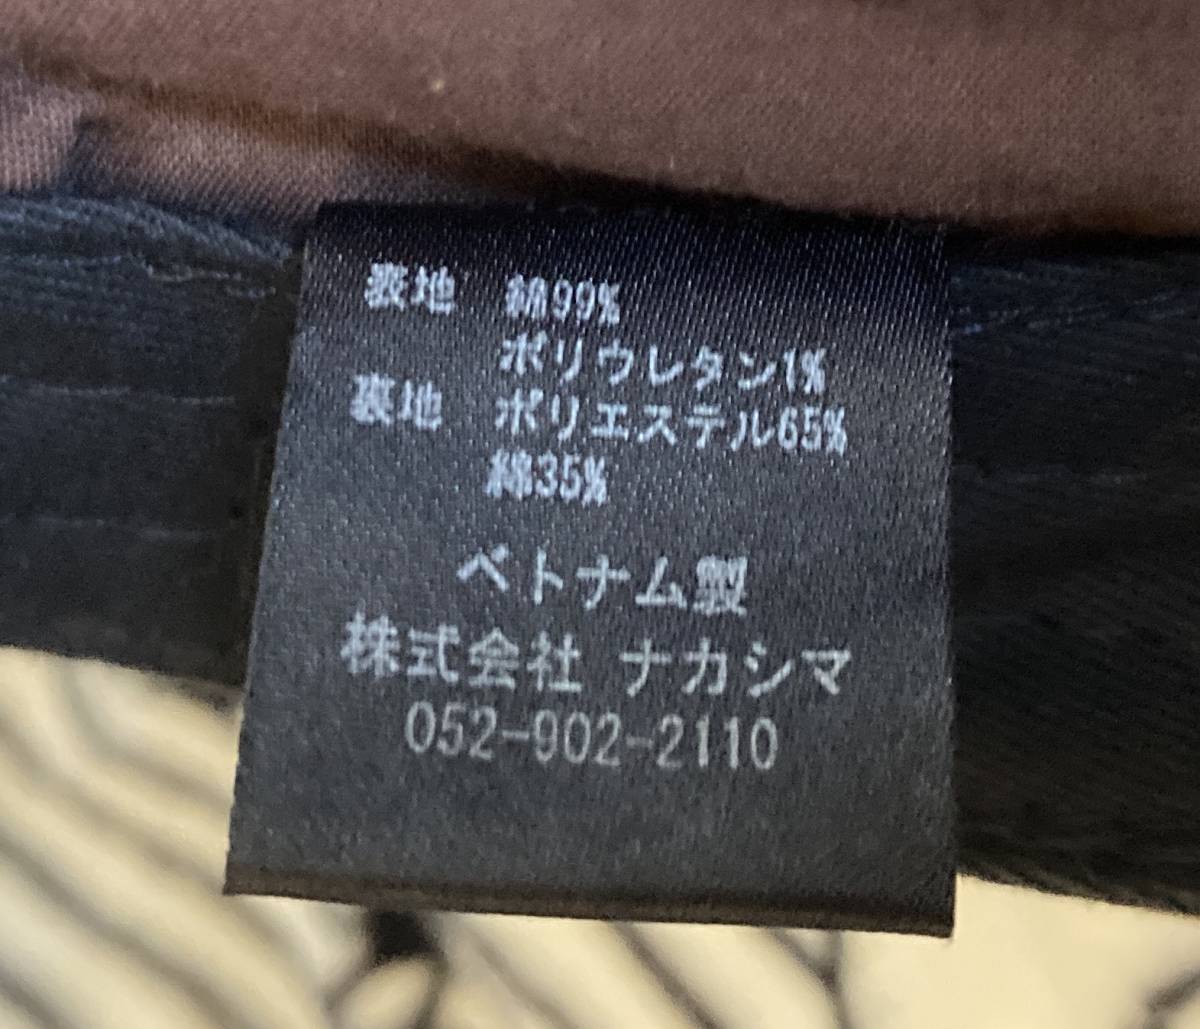 表地 綿99%
ポリウレタン1%
裏地 ポリエステル65%
綿35%
ベトナム製
株式会社 ナカシマ
052-902-2110